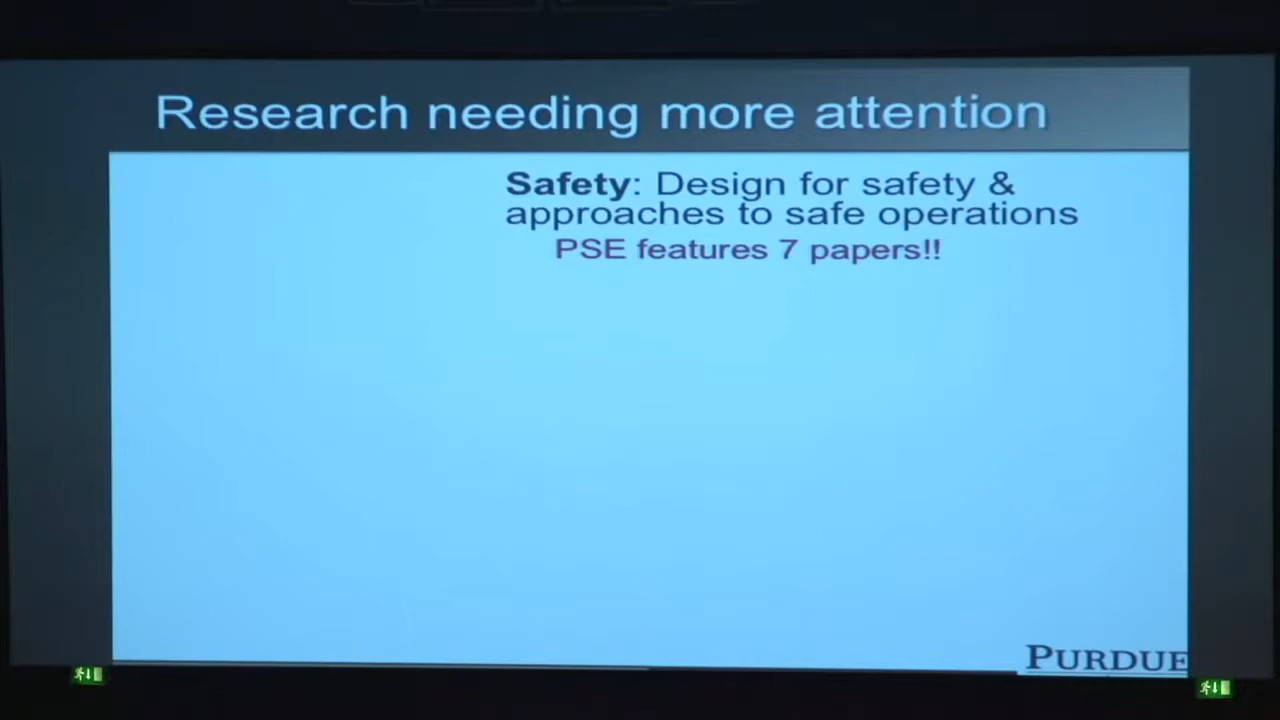 Research needing more attention
Safety: Design for safety &
approaches to safe operations
PSE features 7 papers!!
PURDUE